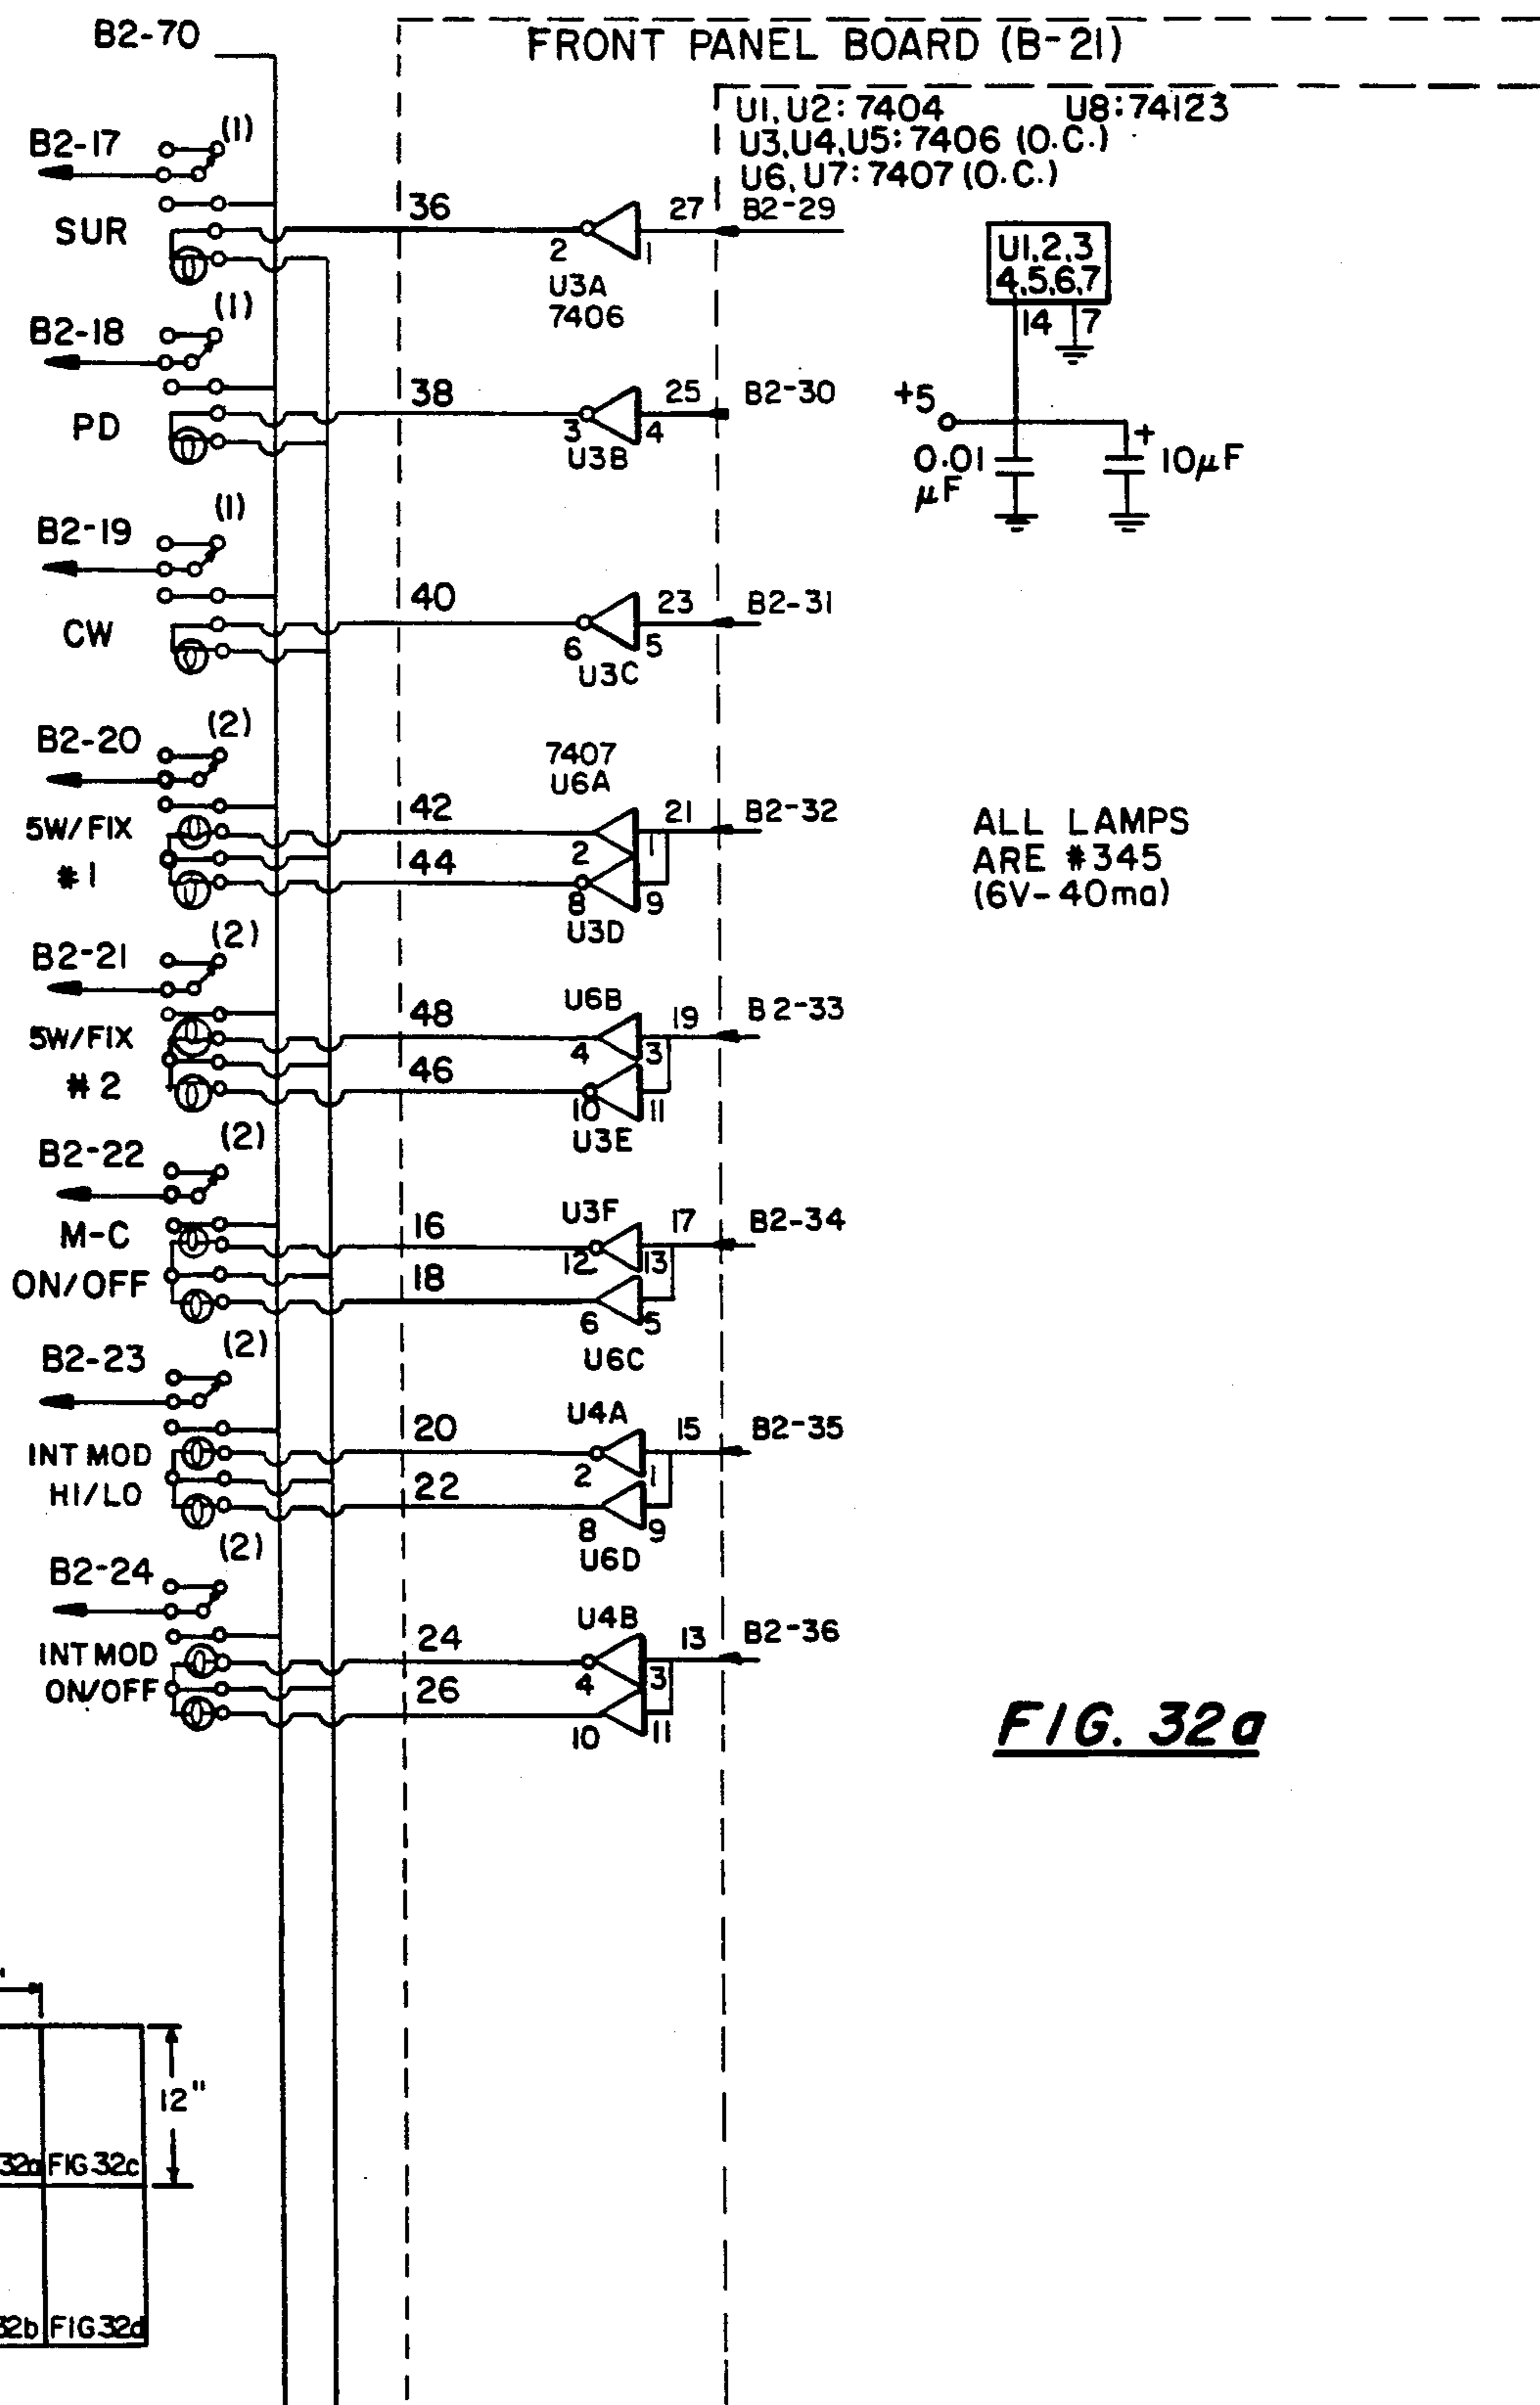 B2-70
FRONT PANEL BOARD (B-21)
U1, U2: 7404 U8:74123
U3,U4,U5: 7406 (O.C.)
U6, U7: 7407 (O.C.)
B2-17
(1)
SUR
36
2
1
27
B2-29
U3A
7406
U1,2,3
4,5,6,7
14
7
+5
0.01
µF
+
10µF
B2-18
(1)
PD
38
3
4
25
B2-30
U3B
B2-19
(1)
CW
40
6
5
23
B2-31
U3C
B2-20
(2)
7407
U6A
5W/FIX
#1
42
2
1
21
B2-32
44
8
9
U3D
ALL LAMPS
ARE #345
(6V-40ma)
B2-21
(2)
U6B
5W/FIX
#2
48
4
3
19
B2-33
46
10
11
U3E
B2-22
(2)
M-C
ON/OFF
U3F
16
12
13
17
B2-34
18
6
5
U6C
B2-23
(2)
INT MOD
HI/LO
U4A
20
2
1
15
B2-35
22
8
9
U6D
B2-24
(2)
INT MOD
ON/OFF
U4B
24
4
3
13
B2-36
26
10
11
FIG. 32a
12"
32a
FIG.32c
32b
FIG.32d